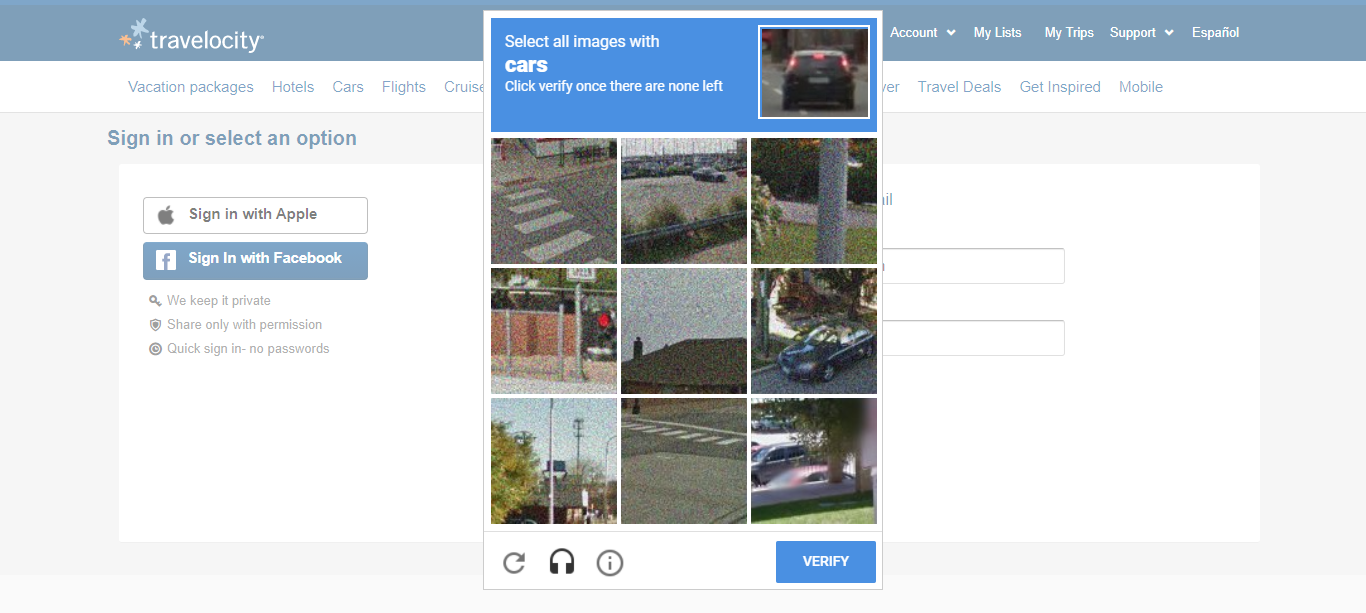 travelocity
Account
My Lists
My Trips
Support
Español
Vacation packages
Hotels
Cars
Flights
Cruise
ver
Travel Deals
Get Inspired
Mobile
Sign in or select an option
Sign in with Apple
Sign In with Facebook
We keep it private
Share only with permission
Quick sign in- no passwords
Select all images with
cars
Click verify once there are none left
VERIFY
ail